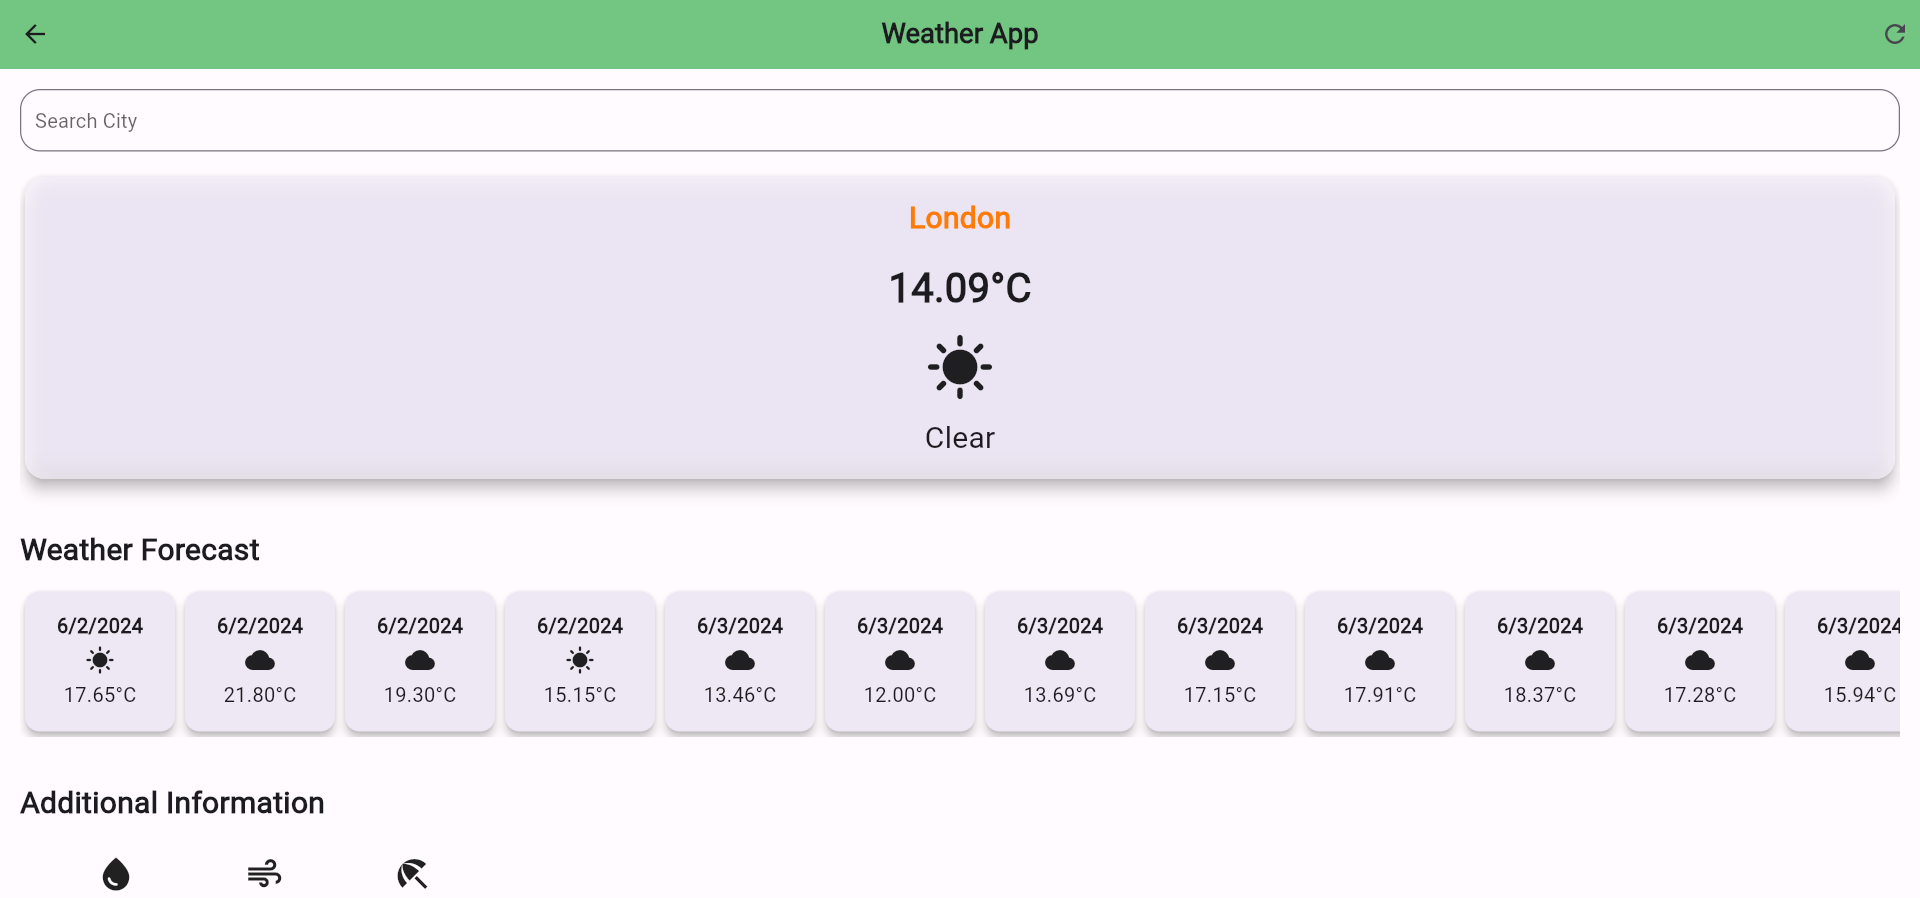 Weather App
Search City
London
14.09°C
Clear
Weather Forecast
6/2/2024 6/2/2024 6/2/2024 6/2/2024 6/3/2024 6/3/2024 6/3/2024 6/3/2024 6/3/2024 6/3/2024 6/3/2024 6/3/2024
17.65°C 21.80°C 19.30°C 15.15°C 13.46°C 12.00°C 13.69°C 17.15°C 17.91°C 18.37°C 17.28°C 15.94°C
Additional Information